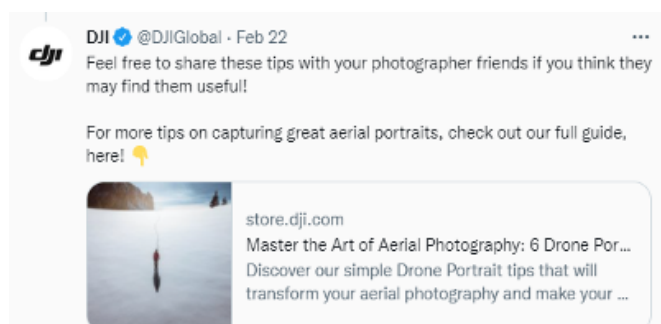 dji
DJI @DJIGlobal · Feb 22
Feel free to share these tips with your photographer friends if you think they
may find them useful!
For more tips on capturing great aerial portraits, check out our full guide,
here! 👇
store.dji.com
Master the Art of Aerial Photography: 6 Drone Por...
Discover our simple Drone Portrait tips that will
transform your aerial photography and make your ...